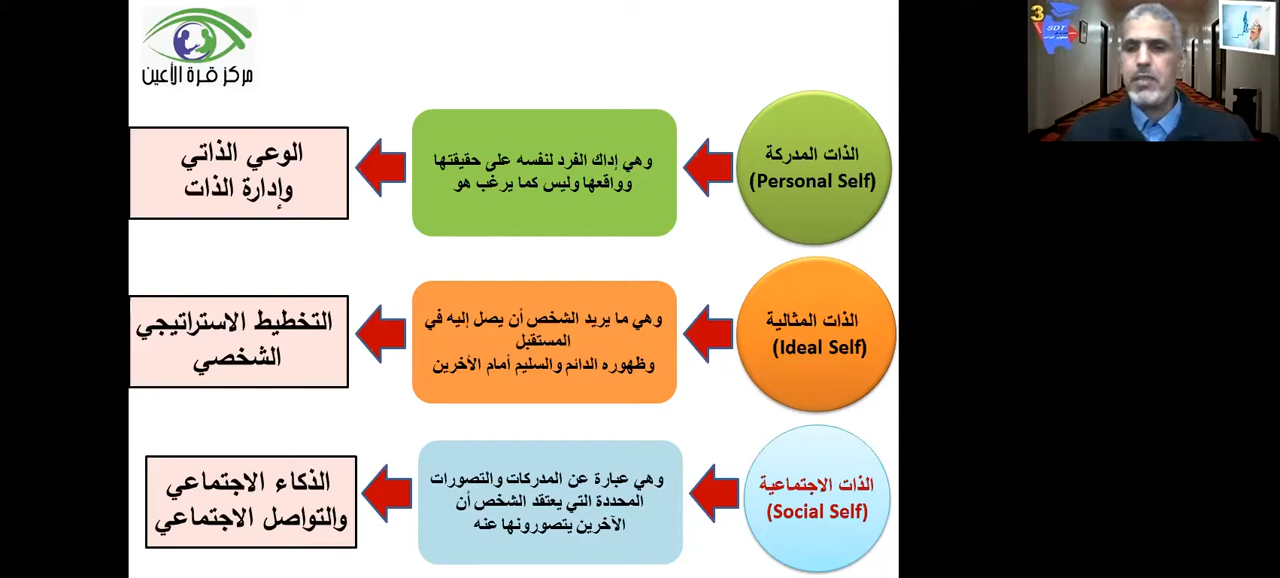 مركز قرة الأعين
3
SDT
الذات المدركة
(Personal Self)
وهي إداك الفرد لنفسه على حقيقتها
وواقعها وليس كما يرغب هو
الوعي الذاتي
وإدارة الذات
الذات المثالية
(Ideal Self)
وهي ما يريد الشخص أن يصل إليه في
المستقبل
وظهوره الدائم والسليم أمام الأخرين
التخطيط الاستراتيجي
الشخصي
الذات الاجتماعية
(Social Self)
وهي عبارة عن المدركات والتصورات
المحددة التي يعتقد الشخص أن
الآخرين يتصورونها عنه
الذكاء الاجتماعي
والتواصل الاجتماعي